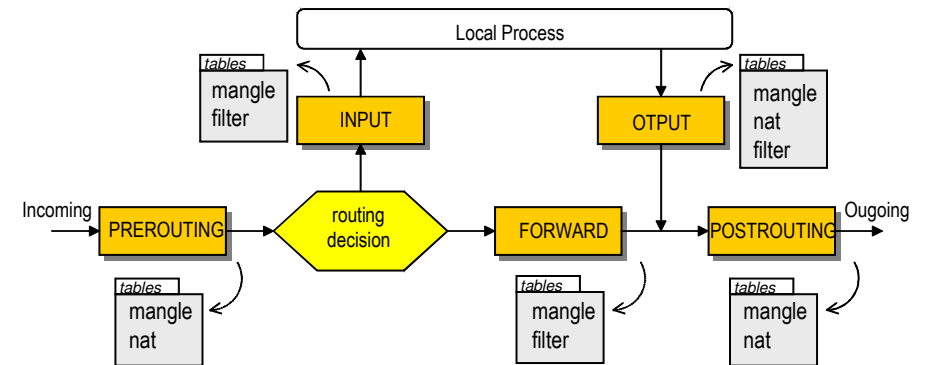 Local Process
tables
mangle
filter
INPUT
OTPUT
tables
mangle
nat
filter
Incoming
PREROUTING
routing
decision
FORWARD
POSTROUTING
Ougoing
tables
mangle
nat
tables
mangle
filter
tables
mangle
nat